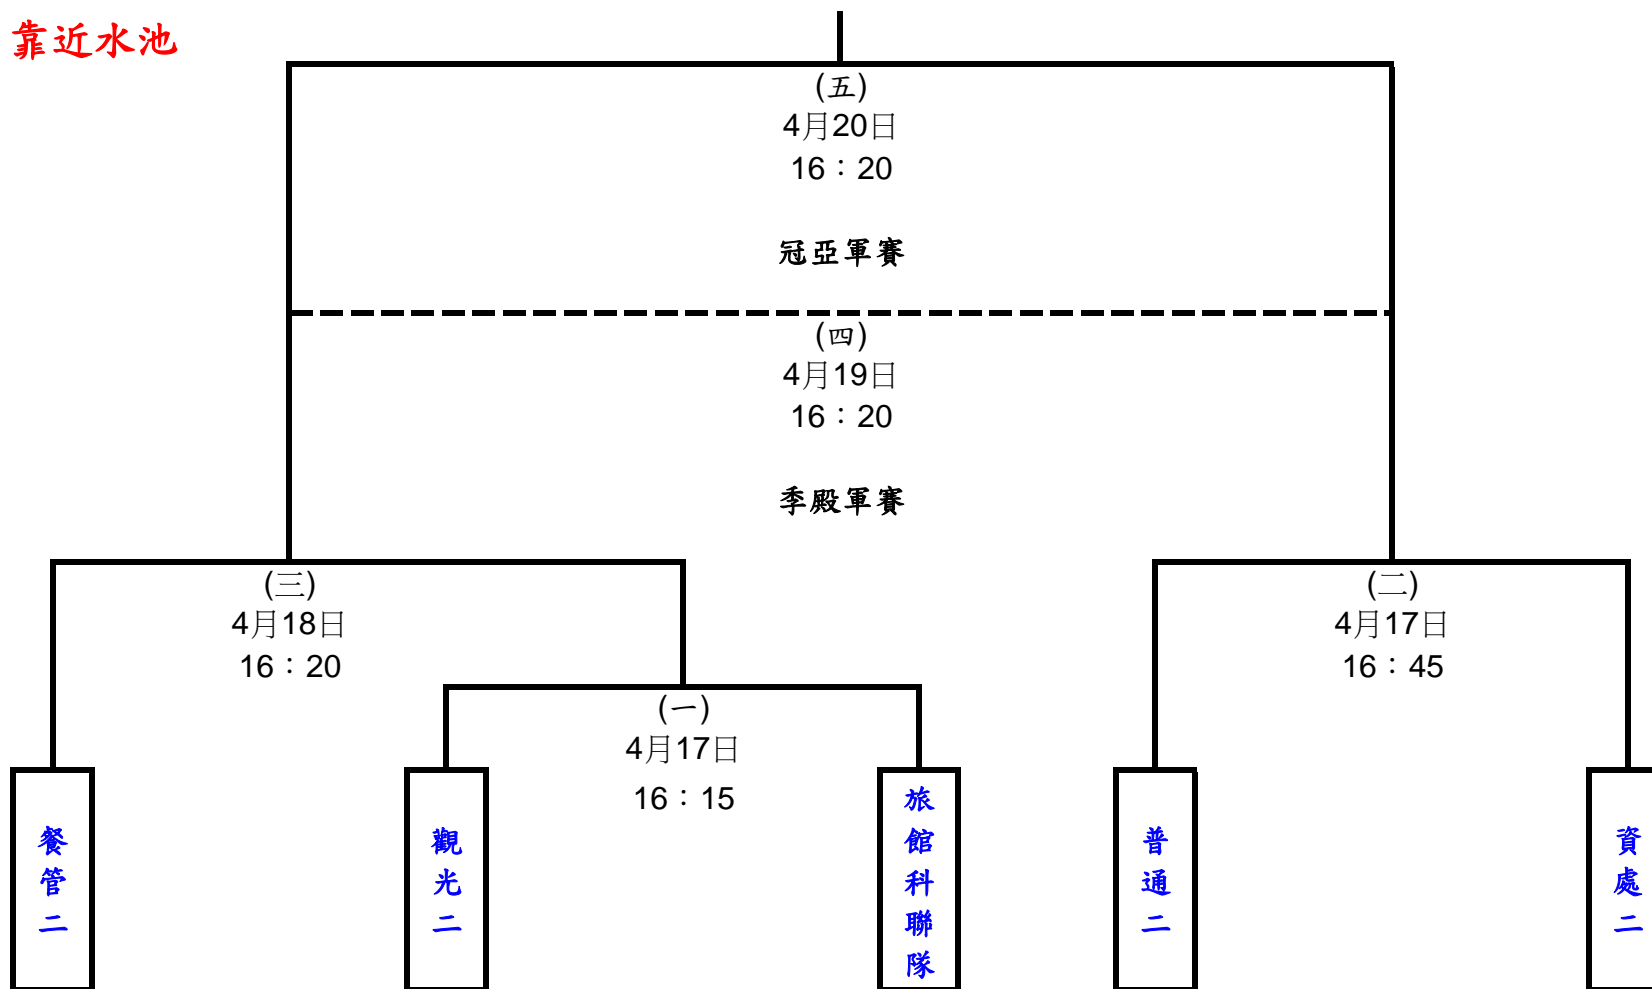 靠近水池
(五)
4月20日
16：20
冠亞軍賽
(四)
4月19日
16：20
季殿軍賽
(三)
4月18日
16：20
(二)
4月17日
16：45
(一)
4月17日
16：15
餐管二
觀光二
旅館科聯隊
普通二
資處二